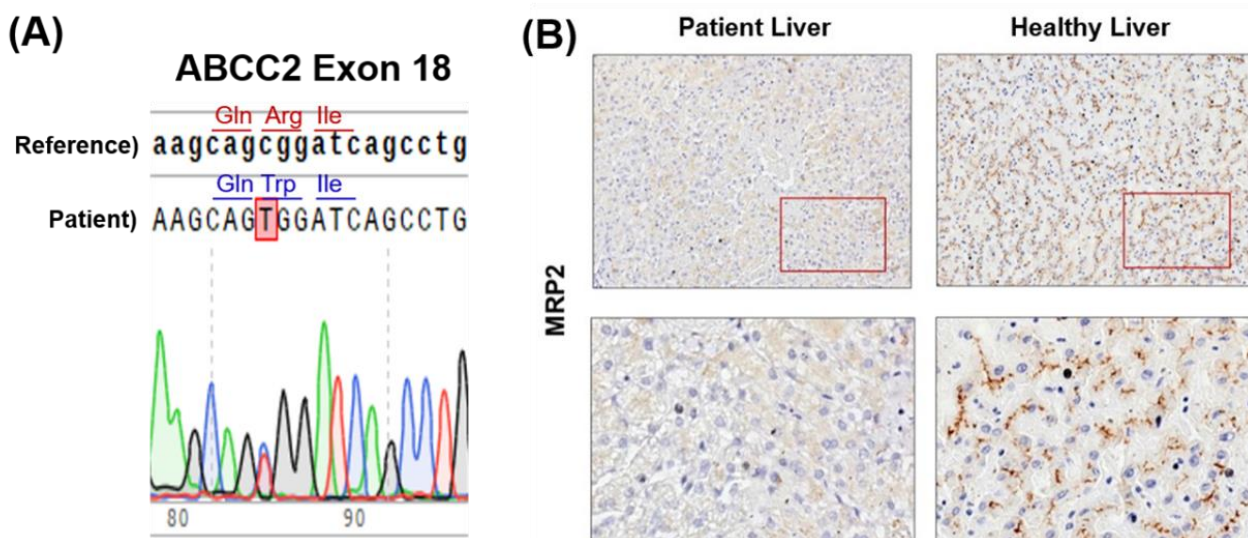 (A)
ABCC2 Exon 18
Gln Arg Ile
Reference) aagcagcggatcagcctg
Gln Trp Ile
Patient) AAGCAGTGGATCAGCCTG
80 90
(B)
Patient Liver Healthy Liver
MRP2